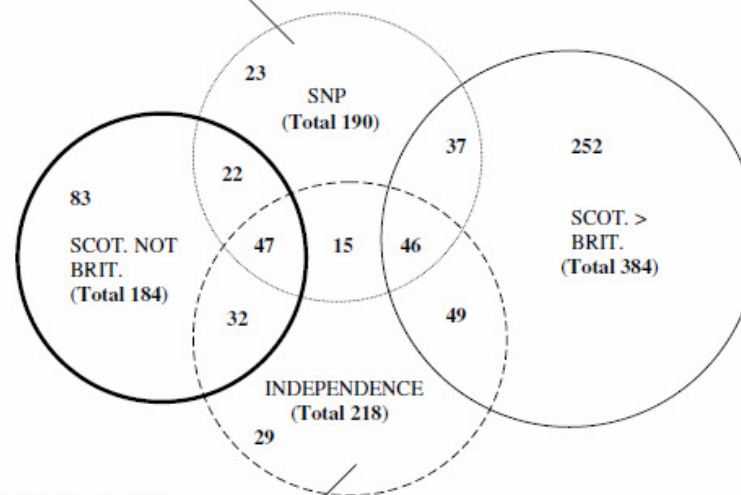 23
SNP
(Total 190)
37
252
22
83
SCOT. >
BRIT.
(Total 384)
SCOT. NOT
BRIT.
(Total 184)
47
15
46
32
49
INDEPENDENCE
(Total 218)
29